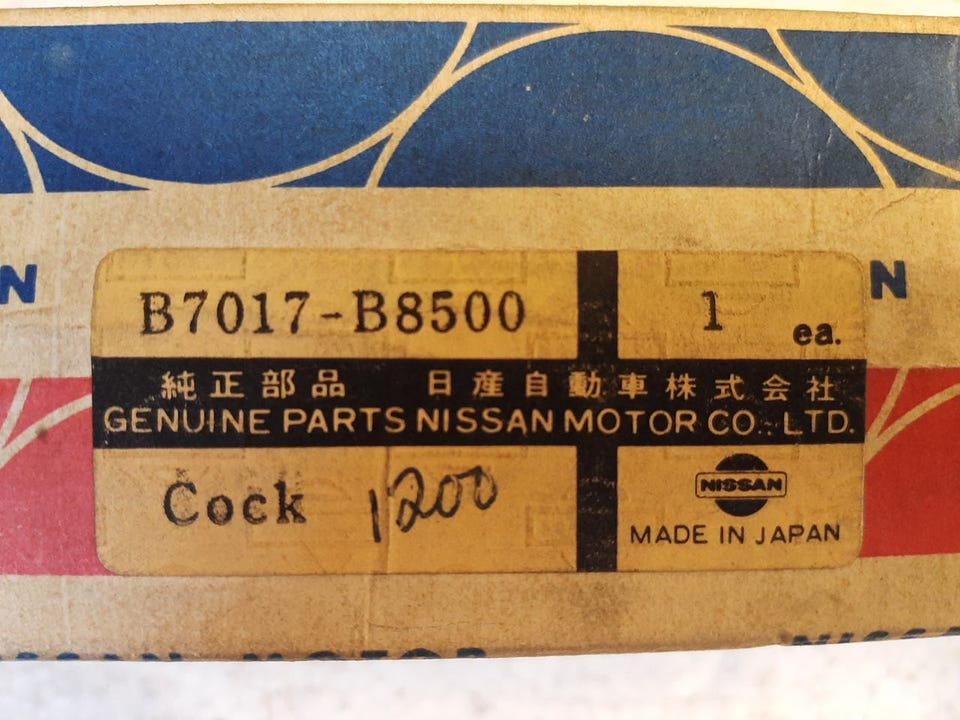 N
N
B7017-B8500
1
ea.
純正部品 日産自動車株式会社
GENUINE PARTS NISSAN MOTOR CO., LTD.
Cock 1200
NISSAN
MADE IN JAPAN
MOTOR